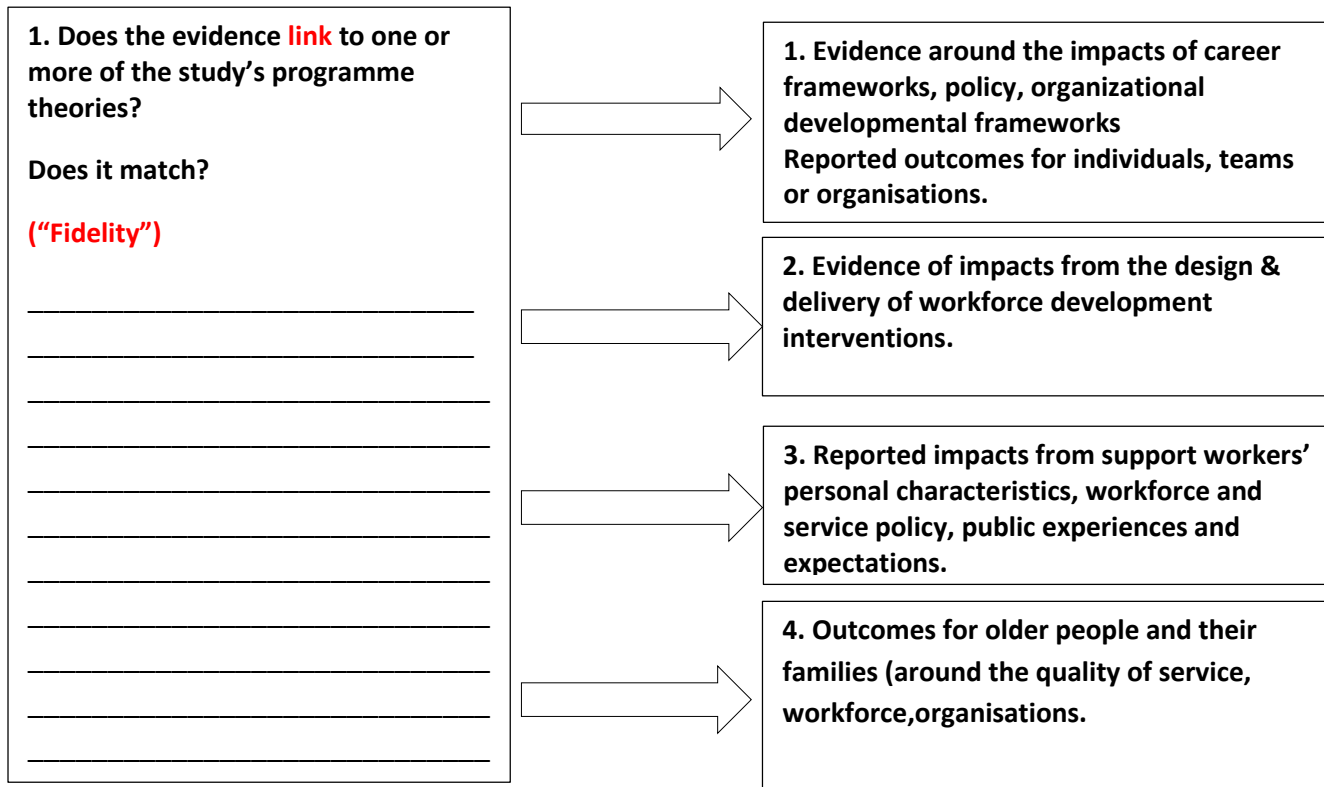 1. Does the evidence link to one or
more of the study’s programme
theories?
Does it match?
(“Fidelity”)
1. Evidence around the impacts of career
frameworks, policy, organizational
developmental frameworks
Reported outcomes for individuals, teams
or organisations.
2. Evidence of impacts from the design &
delivery of workforce development
interventions.
3. Reported impacts from support workers’
personal characteristics, workforce and
service policy, public experiences and
expectations.
4. Outcomes for older people and their
families (around the quality of service,
workforce,organisations.